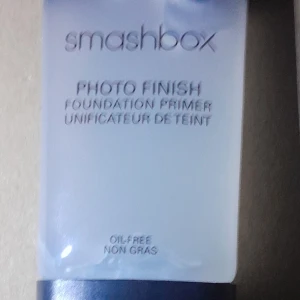 smashbox
PHOTO FINISH
FOUNDATION PRIMER
UNIFICATEUR DE TEINT
OIL-FREE
NON GRAS